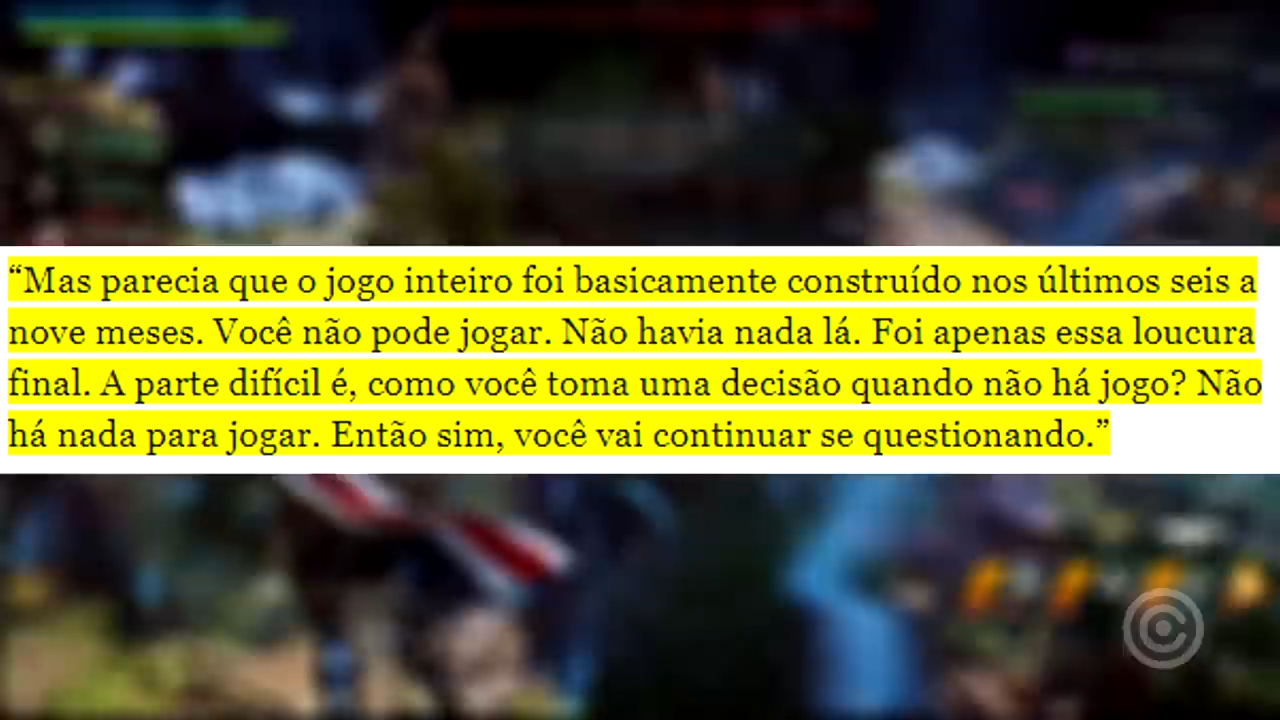 “Mas parecia que o jogo inteiro foi basicamente construído nos últimos seis a
nove meses. Você não pode jogar. Não havia nada lá. Foi apenas essa loucura
final. A parte difícil é, como você toma uma decisão quando não há jogo? Não
há nada para jogar. Então sim, você vai continuar se questionando.”